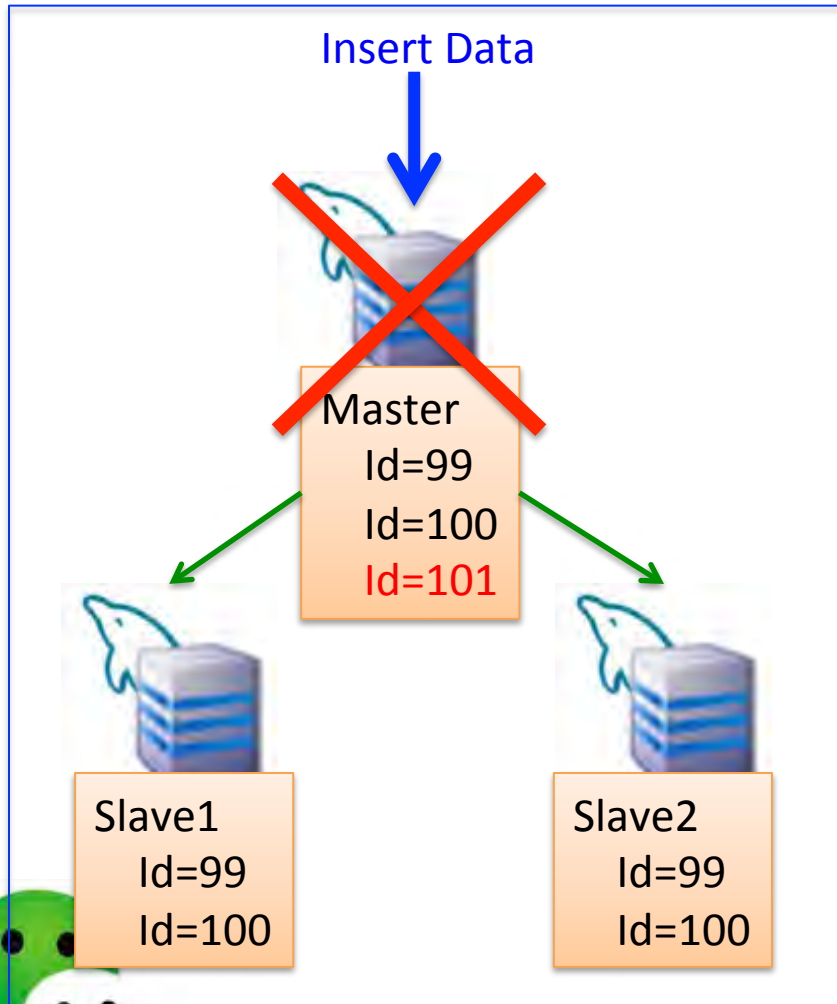 Insert Data
Master
Id=99
Id=100
Id=101
Slave1
Id=99
Id=100
Slave2
Id=99
Id=100